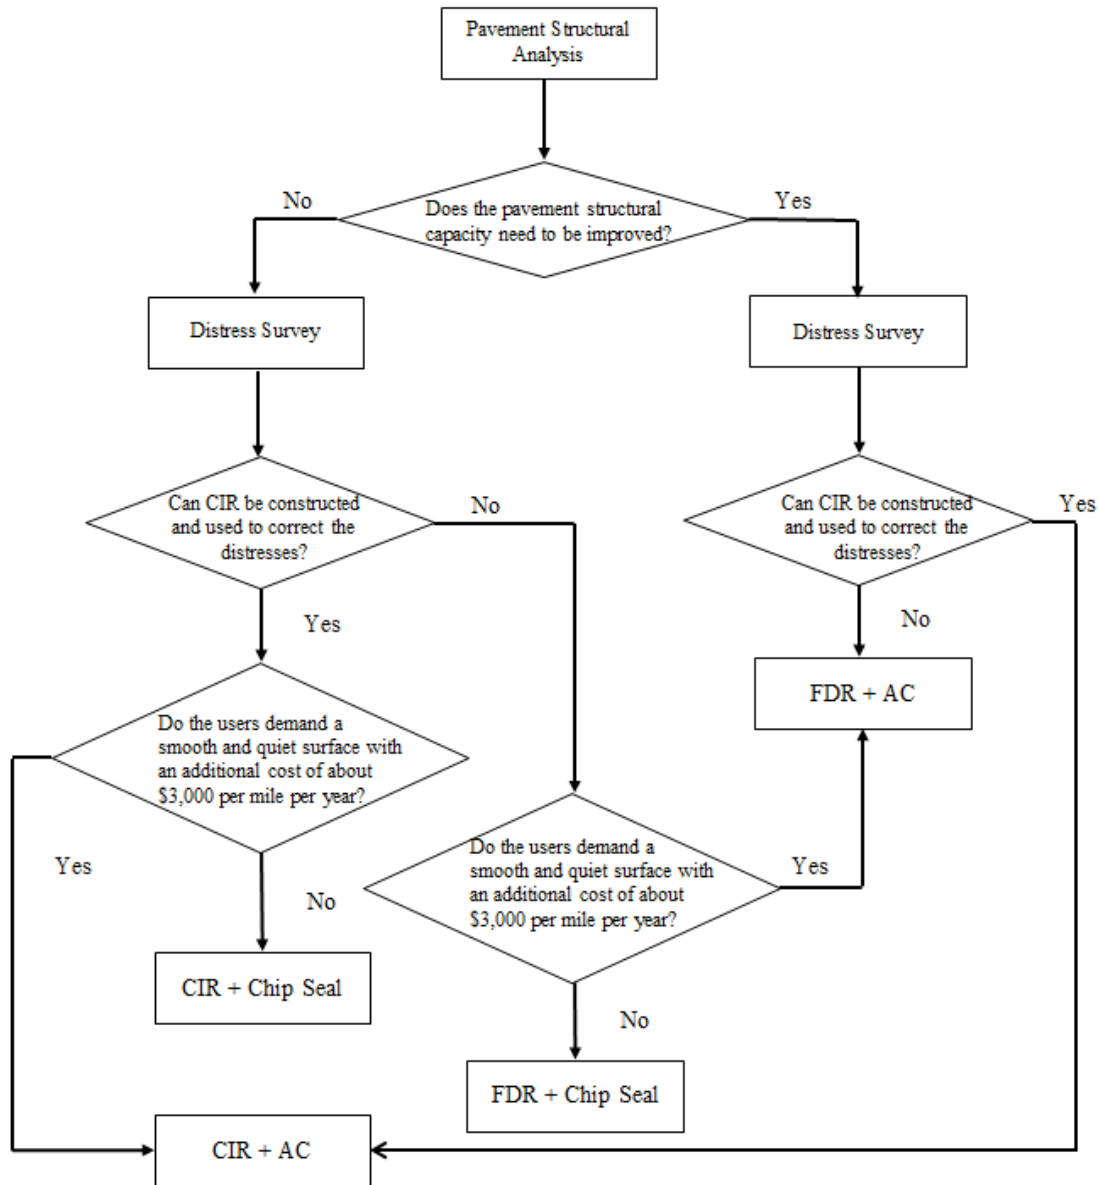 Pavement Structural
Analysis
No
Yes
Does the pavement structural
capacity need to be improved?
Distress Survey
Distress Survey
Can CIR be constructed
and used to correct the
distresses?
No
Can CIR be constructed
and used to correct the
distresses?
Yes
Yes
No
FDR + AC
Do the users demand a
smooth and quiet surface with
an additional cost of about
$3,000 per mile per year?
Yes
No
Do the users demand a
smooth and quiet surface with
an additional cost of about
$3,000 per mile per year?
Yes
CIR + Chip Seal
No
FDR + Chip Seal
CIR + AC